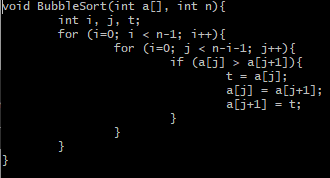 void BubbleSort(int a[], int n){
int i, j, t;
for (i=0; i < n-1; i++){
for (i=0; j < n-i-1; j++){
if (a[j] > a[j+1]){
t = a[j];
a[j] = a[j+1];
a[j+1] = t;
}
}
}
}